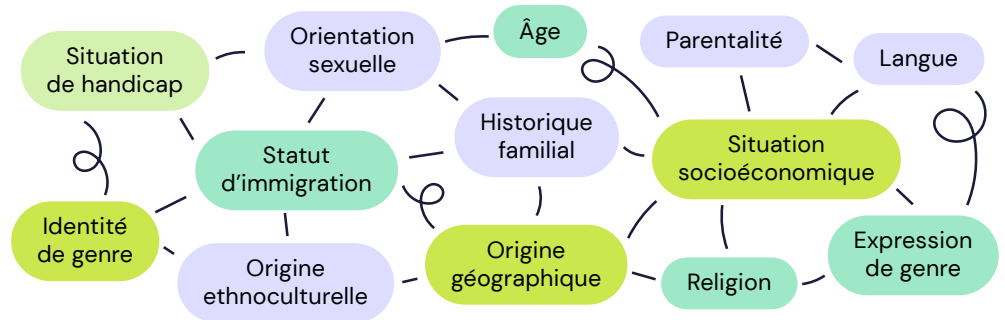 Situation
de handicap
Orientation
sexuelle
Âge
Parentalité
Langue
Statut
d’immigration
Historique
familial
Situation
socioéconomique
Identité
de genre
Origine
ethnoculturelle
Origine
géographique
Religion
Expression
de genre